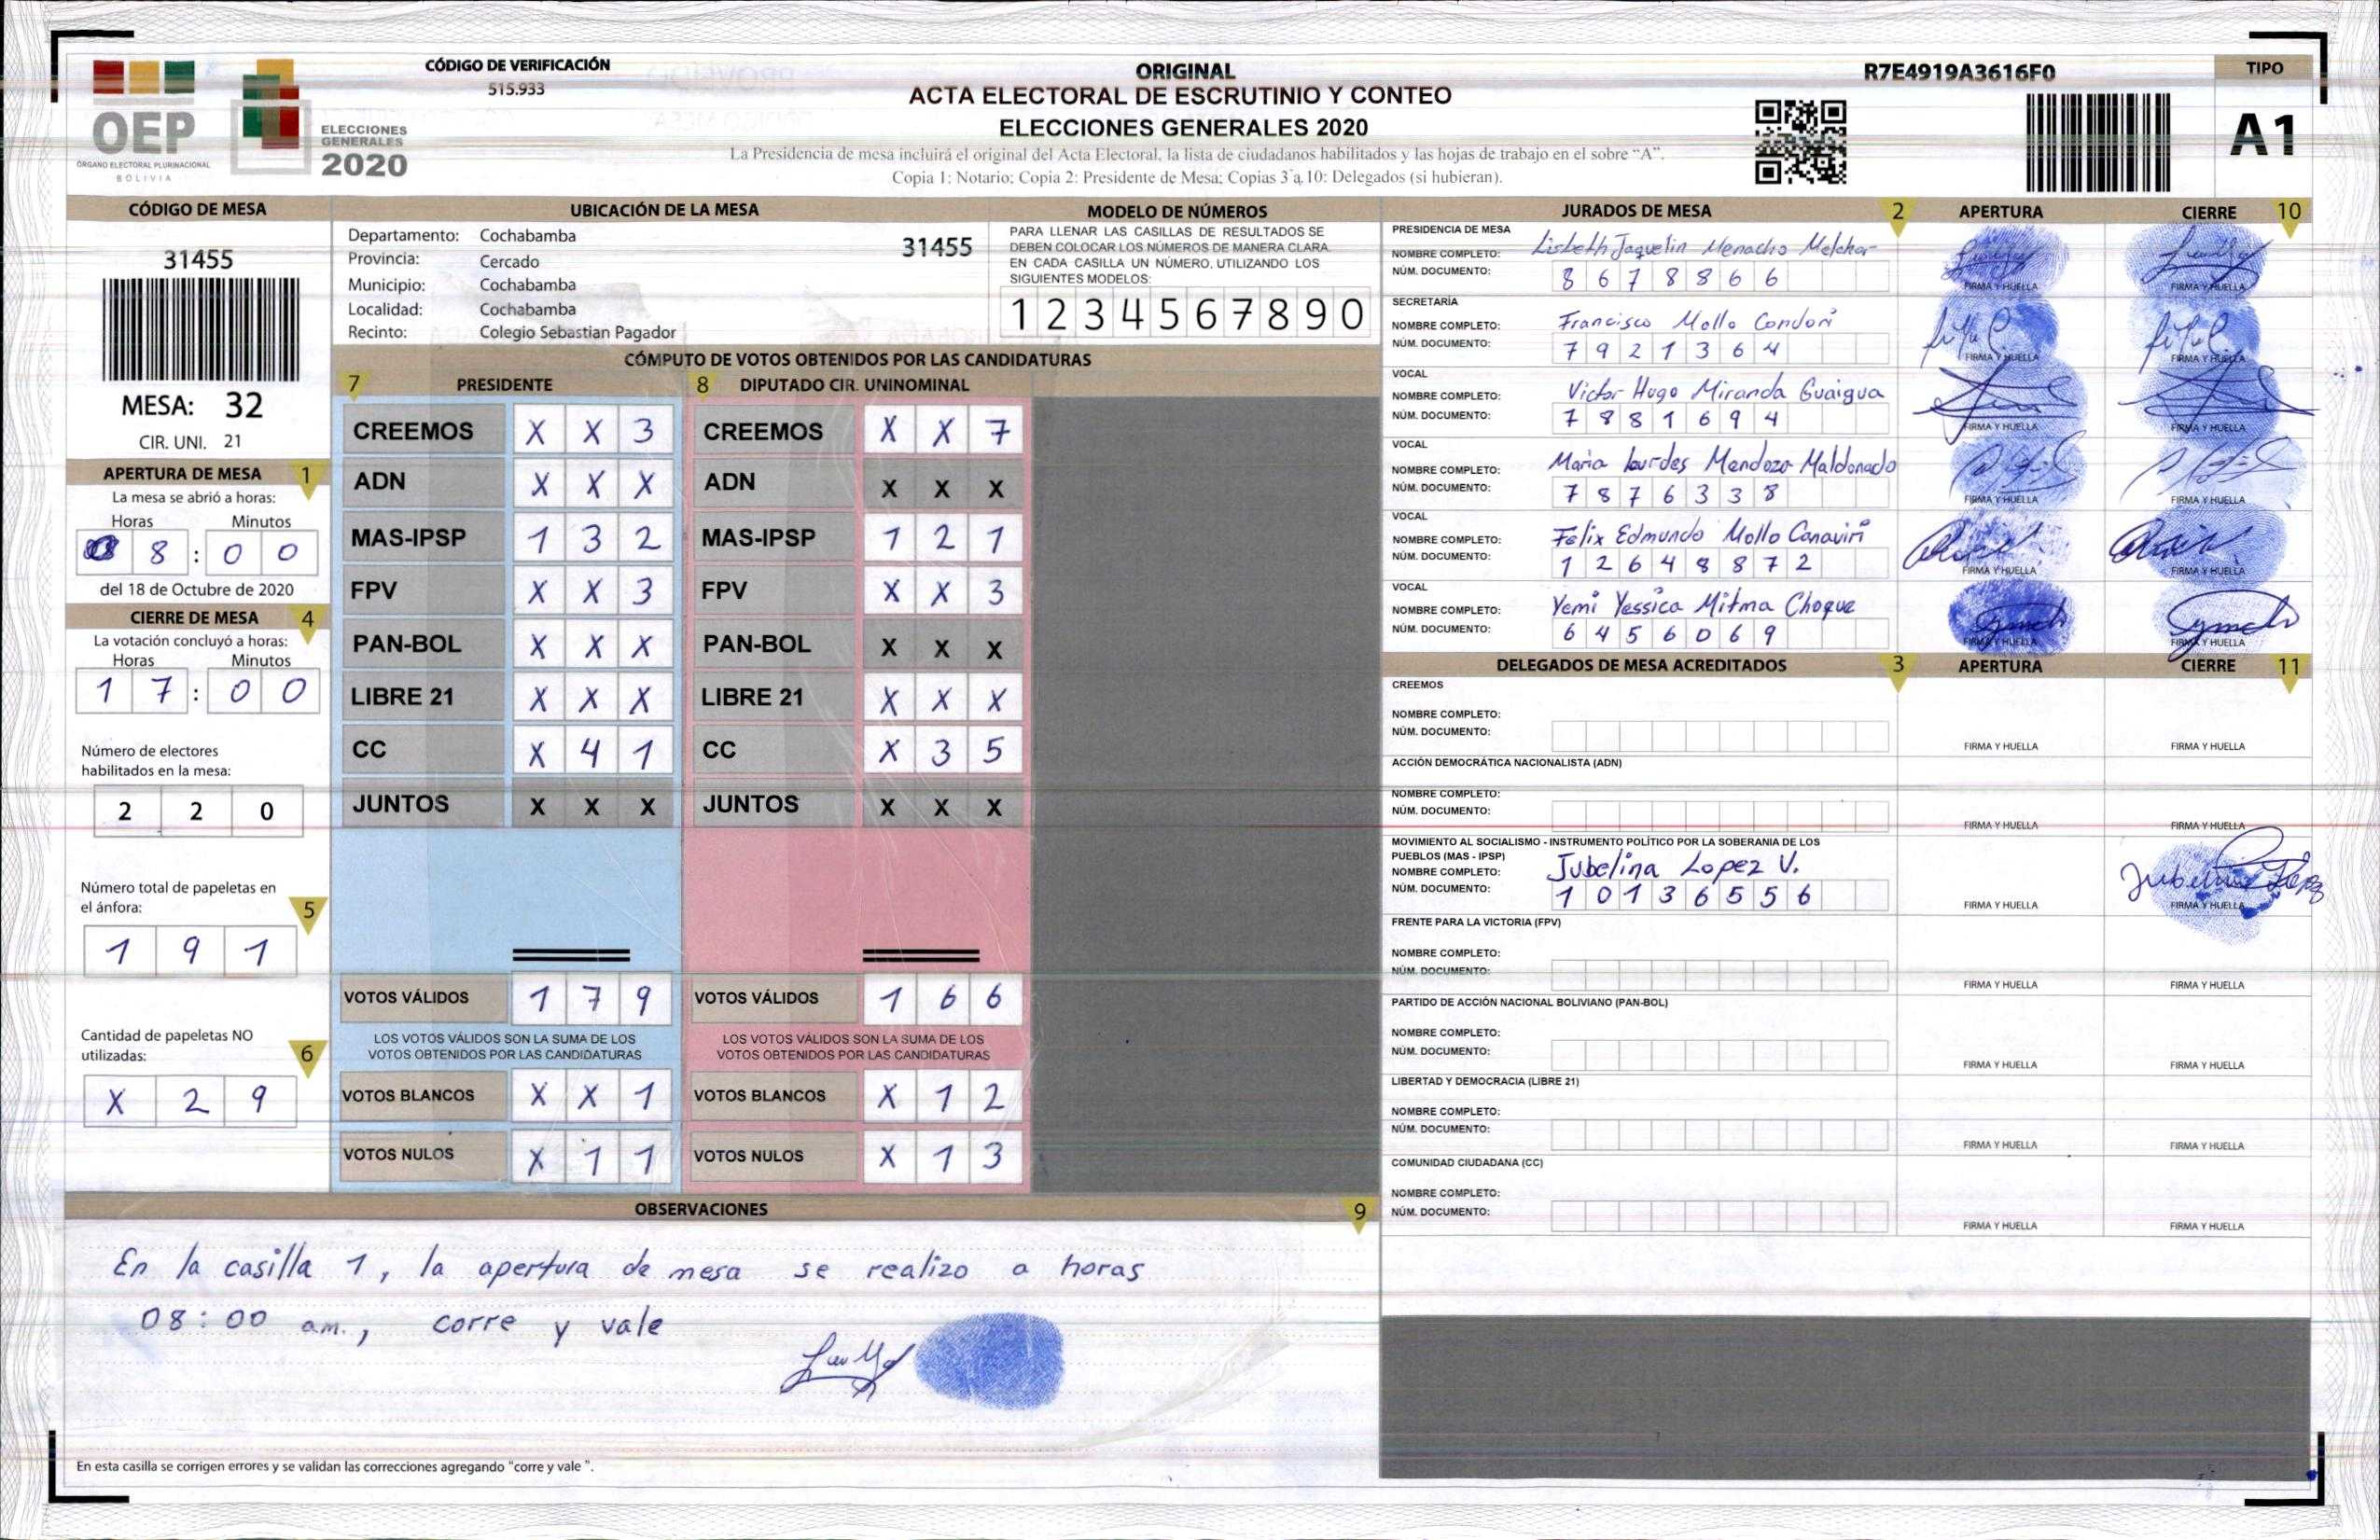 OEP
ÓRGANO ELECTORAL PLURINACIONAL
BOLIVIA
ELECCIONES
GENERALES
2020
CÓDIGO DE VERIFICACIÓN
515.933
ORIGINAL
ACTA ELECTORAL DE ESCRUTINIO Y CONTEO
ELECCIONES GENERALES 2020
La Presidencia de mesa incluirá el original del Acta Electoral, la lista de ciudadanos habilitados y las hojas de trabajo en el sobre “A”.
Copia 1: Notario; Copia 2: Presidente de Mesa; Copias 3 a 10: Delegados (si hubieran).
R7E4919A3616F0
TIPO
A1
CÓDIGO DE MESA
31455
MESA: 32
CIR. UNI. 21
APERTURA DE MESA 1
La mesa se abrió a horas:
Horas Minutos
8 : 0 0
del 18 de Octubre de 2020
CIERRE DE MESA 4
La votación concluyó a horas:
Horas Minutos
1 7 : 0 0
Número de electores
habilitados en la mesa:
2 2 0
Número total de papeletas en
el ánfora: 5
1 9 1
Cantidad de papeletas NO
utilizadas: 6
X 2 9
UBICACIÓN DE LA MESA
Departamento: Cochabamba
31455
Provincia: Cercado
Municipio: Cochabamba
Localidad: Cochabamba
Recinto: Colegio Sebastian Pagador
MODELO DE NÚMEROS
PARA LLENAR LAS CASILLAS DE RESULTADOS SE
DEBEN COLOCAR LOS NÚMEROS DE MANERA CLARA.
EN CADA CASILLA UN NÚMERO, UTILIZANDO LOS
SIGUIENTES MODELOS:
1 2 3 4 5 6 7 8 9 0
CÓMPUTO DE VOTOS OBTENIDOS POR LAS CANDIDATURAS
7 PRESIDENTE 8 DIPUTADO CIR. UNINOMINAL
CREEMOS X X 3 CREEMOS X X 7
ADN X X X ADN X X X
MAS-IPSP 1 3 2 MAS-IPSP 1 2 1
FPV X X 3 FPV X X 3
PAN-BOL X X X PAN-BOL X X X
LIBRE 21 X X X LIBRE 21 X X X
CC X 4 1 CC X 3 5
JUNTOS X X X JUNTOS X X X
VOTOS VÁLIDOS 1 7 9 VOTOS VÁLIDOS 1 6 6
LOS VOTOS VÁLIDOS SON LA SUMA DE LOS LOS VOTOS VÁLIDOS SON LA SUMA DE LOS
VOTOS OBTENIDOS POR LAS CANDIDATURAS VOTOS OBTENIDOS POR LAS CANDIDATURAS
VOTOS BLANCOS X X 1 VOTOS BLANCOS X 1 2
VOTOS NULOS X 1 1 VOTOS NULOS X 1 3
OBSERVACIONES 9
En la casilla 1, la apertura de mesa se realizo a horas
08:00 am., corre y vale
En esta casilla se corrigen errores y se validan las correcciones agregando "corre y vale ".
JURADOS DE MESA 2 APERTURA CIERRE 10
PRESIDENCIA DE MESA
NOMBRE COMPLETO: Lisbeth Jaquelin Menacho Melchor
NÚM. DOCUMENTO: 8 6 7 8 8 6 6
FIRMA Y HUELLA FIRMA Y HUELLA
SECRETARÍA
NOMBRE COMPLETO: Francisco Mollo Condori
NÚM. DOCUMENTO: 7 9 2 1 3 6 4
FIRMA Y HUELLA FIRMA Y HUELLA
VOCAL
NOMBRE COMPLETO: Victor Hugo Miranda Guaigua
NÚM. DOCUMENTO: 7 8 8 1 6 9 4
FIRMA Y HUELLA FIRMA Y HUELLA
VOCAL
NOMBRE COMPLETO: Maria Lourdes Mendoza Maldonado
NÚM. DOCUMENTO: 7 8 7 6 3 3 8
FIRMA Y HUELLA FIRMA Y HUELLA
VOCAL
NOMBRE COMPLETO: Felix Edmundo Mollo Canaviri
NÚM. DOCUMENTO: 1 2 6 4 8 8 7 2
FIRMA Y HUELLA FIRMA Y HUELLA
VOCAL
NOMBRE COMPLETO: Yemi Yessica Mitma Choque
NÚM. DOCUMENTO: 6 4 5 6 0 6 9
FIRMA Y HUELLA FIRMA Y HUELLA
DELEGADOS DE MESA ACREDITADOS 3 APERTURA CIERRE 11
CREEMOS
NOMBRE COMPLETO:
NÚM. DOCUMENTO:
FIRMA Y HUELLA FIRMA Y HUELLA
ACCIÓN DEMOCRÁTICA NACIONALISTA (ADN)
NOMBRE COMPLETO:
NÚM. DOCUMENTO:
FIRMA Y HUELLA FIRMA Y HUELLA
MOVIMIENTO AL SOCIALISMO - INSTRUMENTO POLÍTICO POR LA SOBERANIA DE LOS
PUEBLOS (MAS - IPSP)
NOMBRE COMPLETO: Jubelina Lopez V.
NÚM. DOCUMENTO: 1 0 1 3 6 5 5 6
FIRMA Y HUELLA FIRMA Y HUELLA
FRENTE PARA LA VICTORIA (FPV)
NOMBRE COMPLETO:
NÚM. DOCUMENTO:
FIRMA Y HUELLA FIRMA Y HUELLA
PARTIDO DE ACCIÓN NACIONAL BOLIVIANO (PAN-BOL)
NOMBRE COMPLETO:
NÚM. DOCUMENTO:
FIRMA Y HUELLA FIRMA Y HUELLA
LIBERTAD Y DEMOCRACIA (LIBRE 21)
NOMBRE COMPLETO:
NÚM. DOCUMENTO:
FIRMA Y HUELLA FIRMA Y HUELLA
COMUNIDAD CIUDADANA (CC)
NOMBRE COMPLETO:
NÚM. DOCUMENTO:
FIRMA Y HUELLA FIRMA Y HUELLA